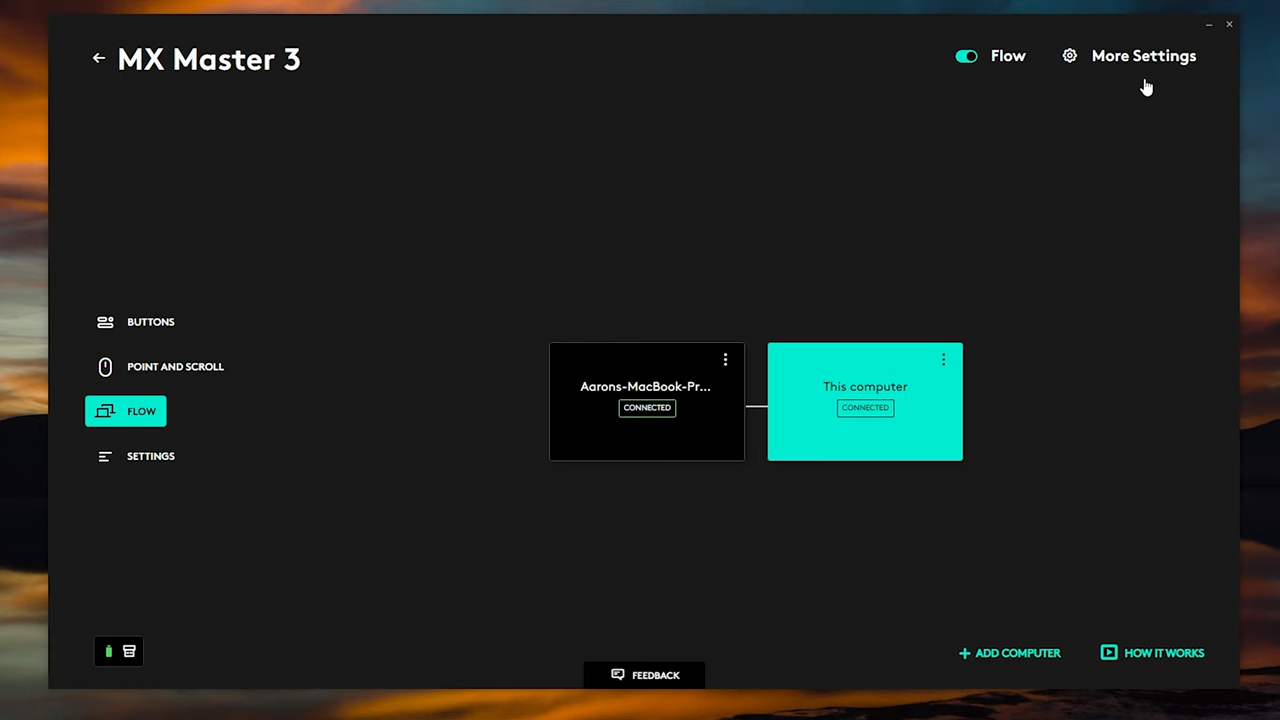 MX Master 3
Flow
More Settings
BUTTONS
POINT AND SCROLL
FLOW
SETTINGS
Aarons-MacBook-Pr...
CONNECTED
This computer
CONNECTED
+ ADD COMPUTER
HOW IT WORKS
FEEDBACK